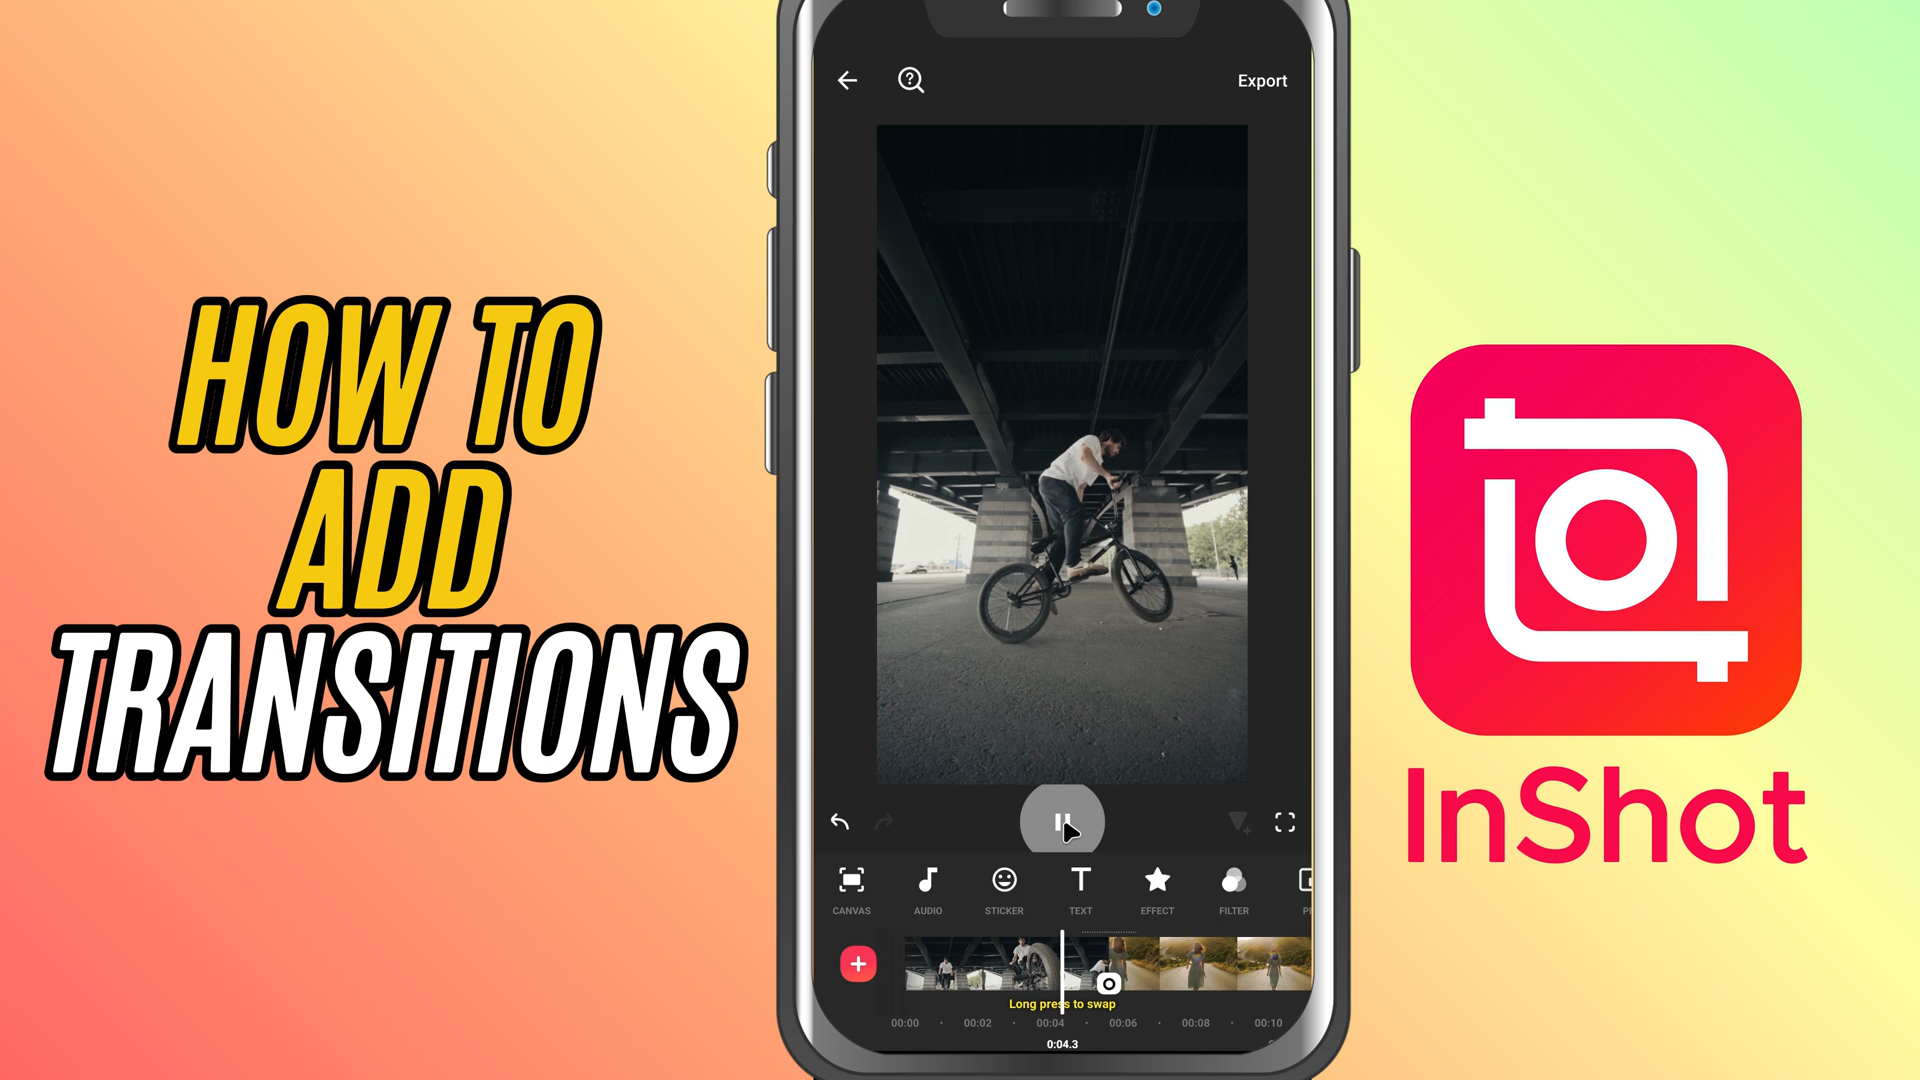 HOW TO
ADD
TRANSITIONS
Export
CANVAS
AUDIO
STICKER
TEXT
EFFECT
FILTER
Long press to swap
00:00
00:02
00:04
00:06
00:08
00:10
0:04.3
InShot